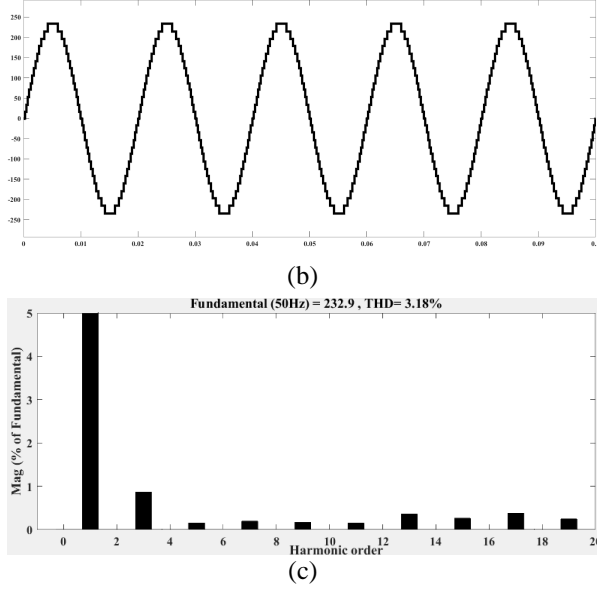 250
200
150
100
50
0
-50
-100
-150
-200
-250
0 0.01 0.02 0.03 0.04 0.05 0.06 0.07 0.08 0.09
(b)
Fundamental (50Hz) = 232.9 , THD= 3.18%
Mag (% of Fundamental)
5
4
3
2
1
0
0 2 4 6 8 10 12 14 16 18 20
Harmonic order
(c)